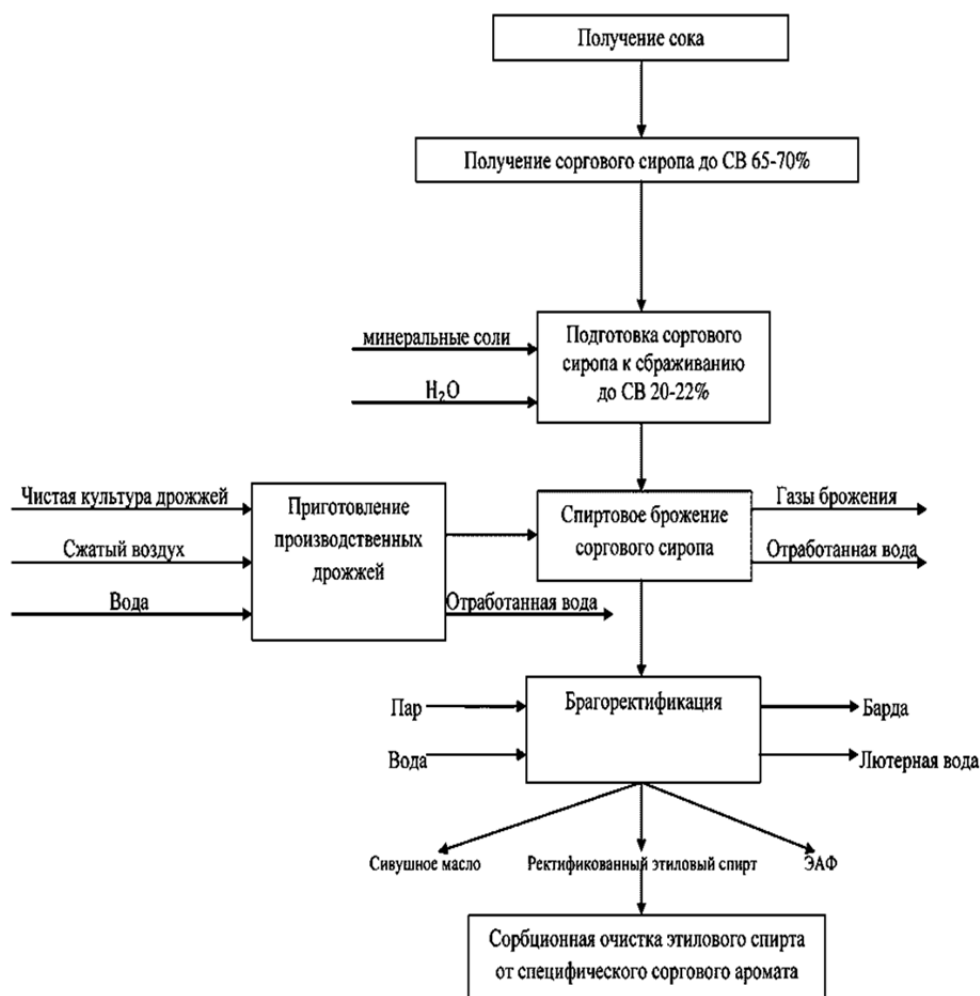 Получение сока
Получение соргового сиропа до СВ 65-70%
минеральные соли
H₂O
Подготовка соргового
сиропа к сбраживанию
до СВ 20-22%
Чистая культура дрожжей
Сжатый воздух
Вода
Приготовление
производственных
дрожжей
Отработанная вода
Спиртовое брожение
соргового сиропа
Газы брожения
Отработанная вода
Пар
Вода
Брагоректификация
Барда
Лютерная вода
Сивушное масло
Ректификованный этиловый спирт
ЭАФ
Сорбционная очистка этилового спирта
от специфического соргового аромата